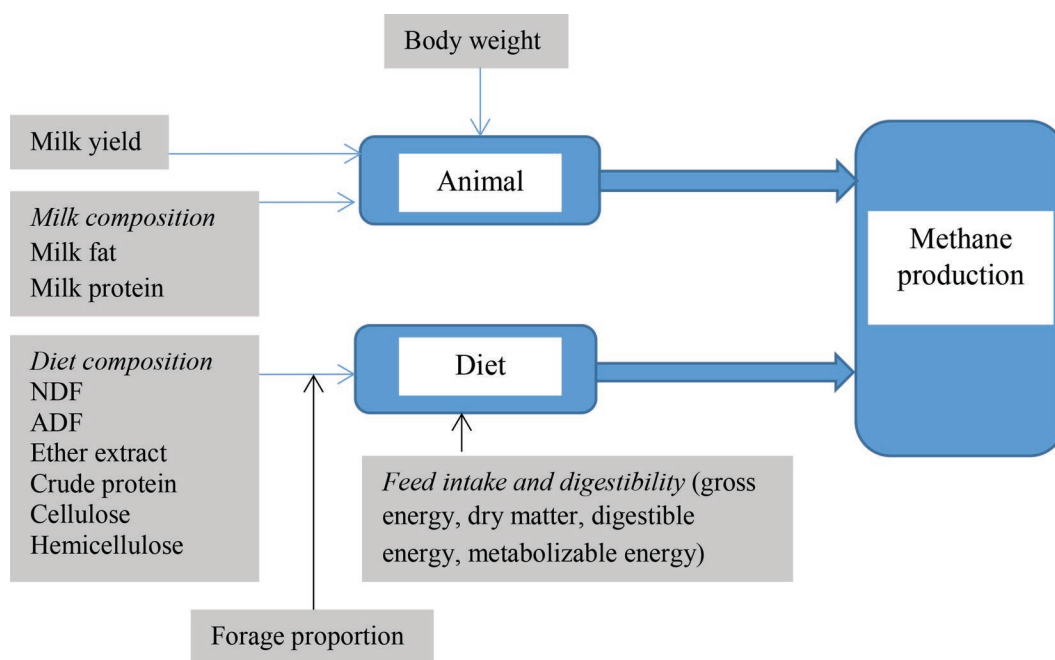 Body weight
Milk yield
Animal
Milk composition
Milk fat
Milk protein
Methane
production
Diet composition
NDF
ADF
Ether extract
Crude protein
Cellulose
Hemicellulose
Diet
Feed intake and digestibility (gross
energy, dry matter, digestible
energy, metabolizable energy)
Forage proportion